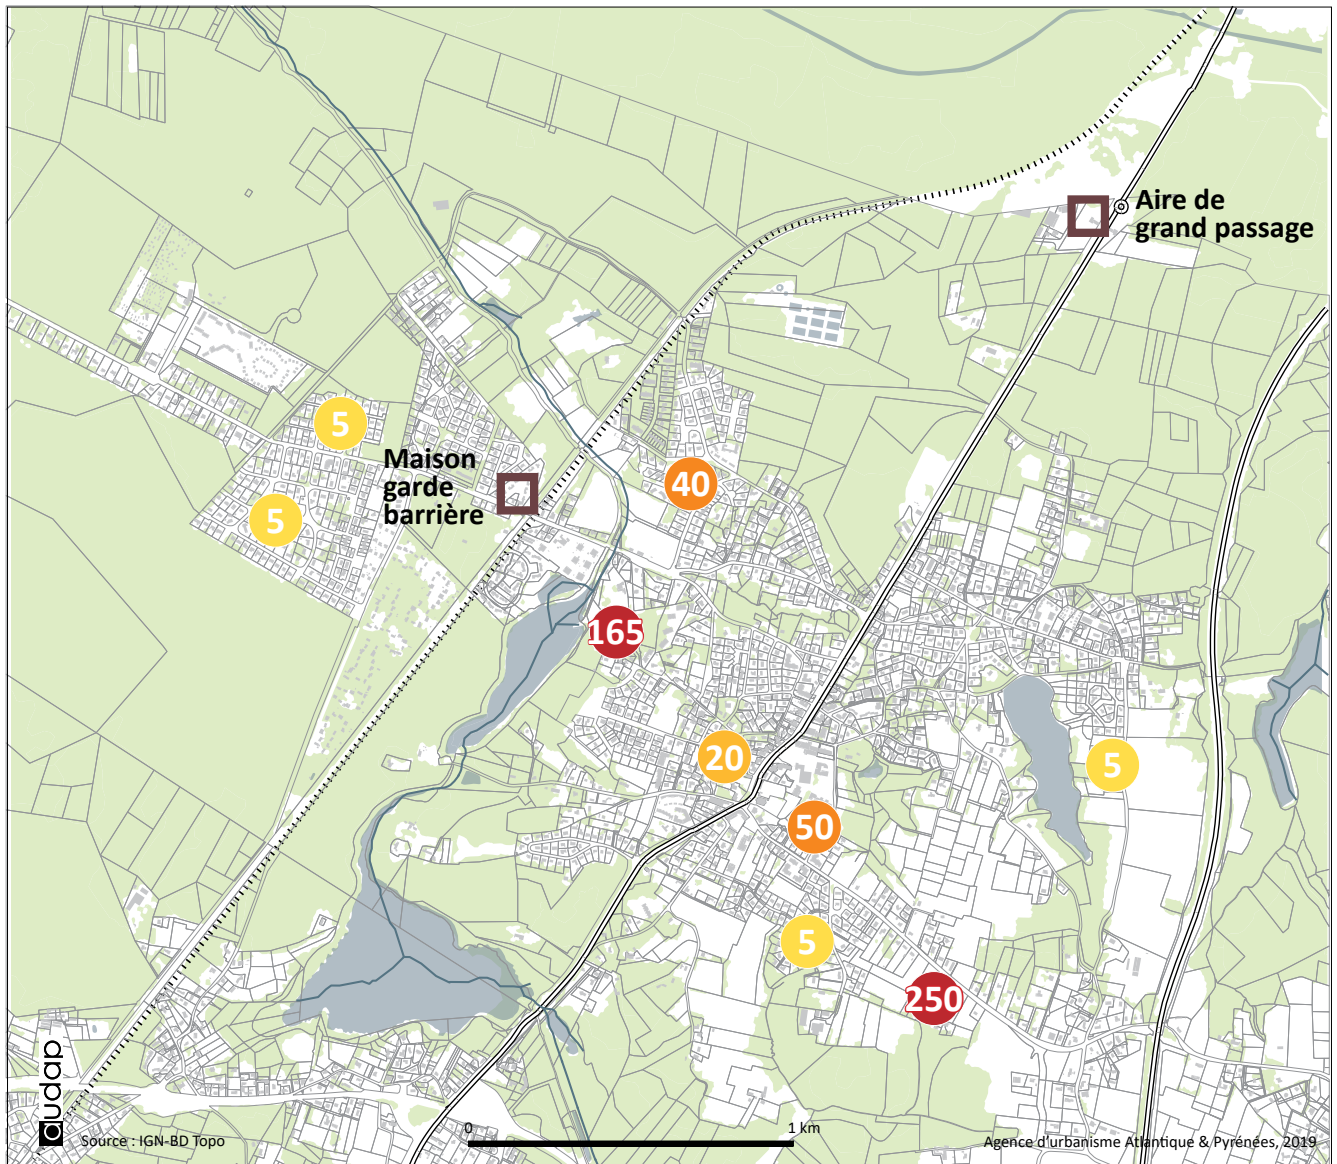 Aire de
grand passage
5
Maison
garde
barrière
40
5
165
20
5
50
5
250
audap
Source : IGN-BD Topo
0
1 km
Agence d'urbanisme Atlantique & Pyrénées, 2019